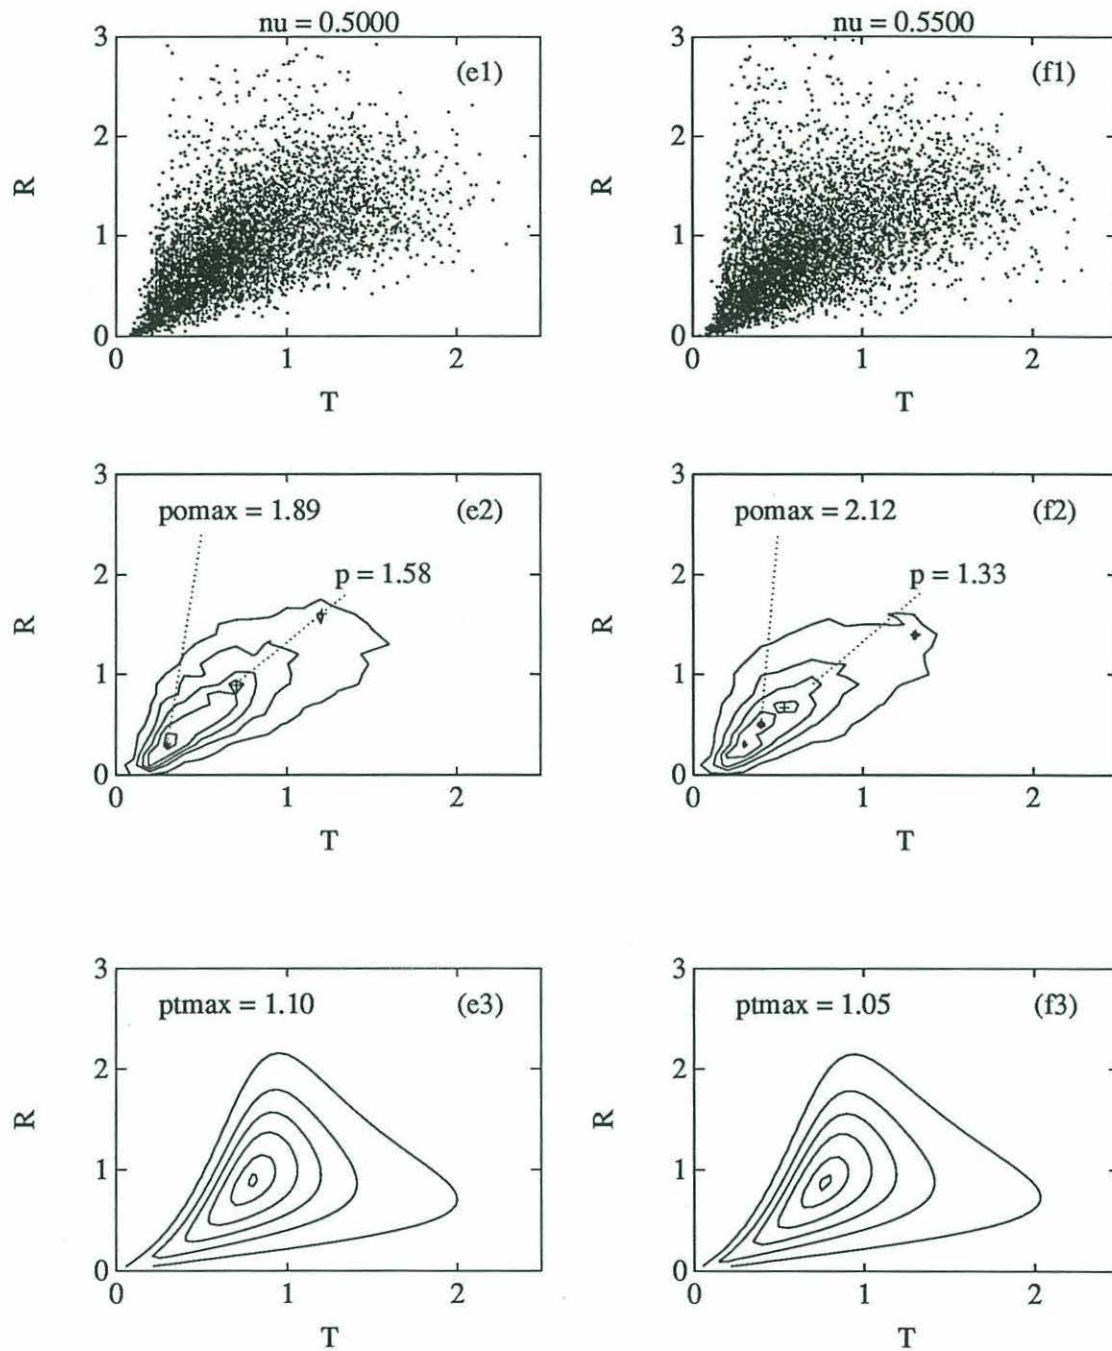 nu = 0.5000
3
(e1)
2
R
1
0
0 1 2
T
nu = 0.5500
3
(f1)
2
R
1
0
0 1 2
T
3
pomax = 1.89
(e2)
2
p = 1.58
R
1
0
0 1 2
T
3
pomax = 2.12
(f2)
2
p = 1.33
R
1
0
0 1 2
T
3
ptmax = 1.10
(e3)
2
R
1
0
0 1 2
T
3
ptmax = 1.05
(f3)
2
R
1
0
0 1 2
T